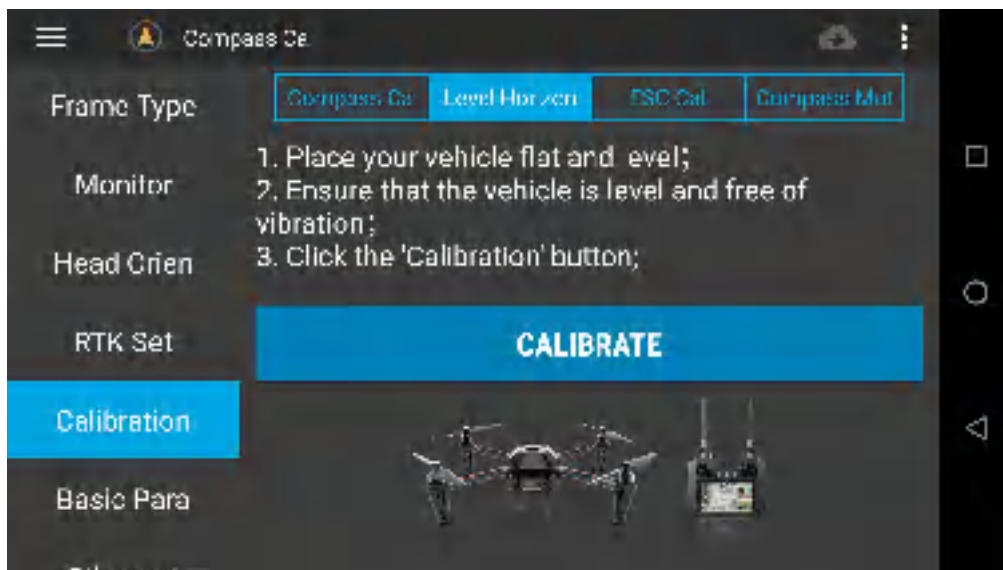 Compass Ca
Frame Type
Monitor
Head Orien
RTK Set
Calibration
Basic Para
Compass Ca
Level Horizon
ESC Cal
Compass Mot
1. Place your vehicle flat and level;
2. Ensure that the vehicle is level and free of
vibration;
3. Click the 'Calibration' button;
CALIBRATE